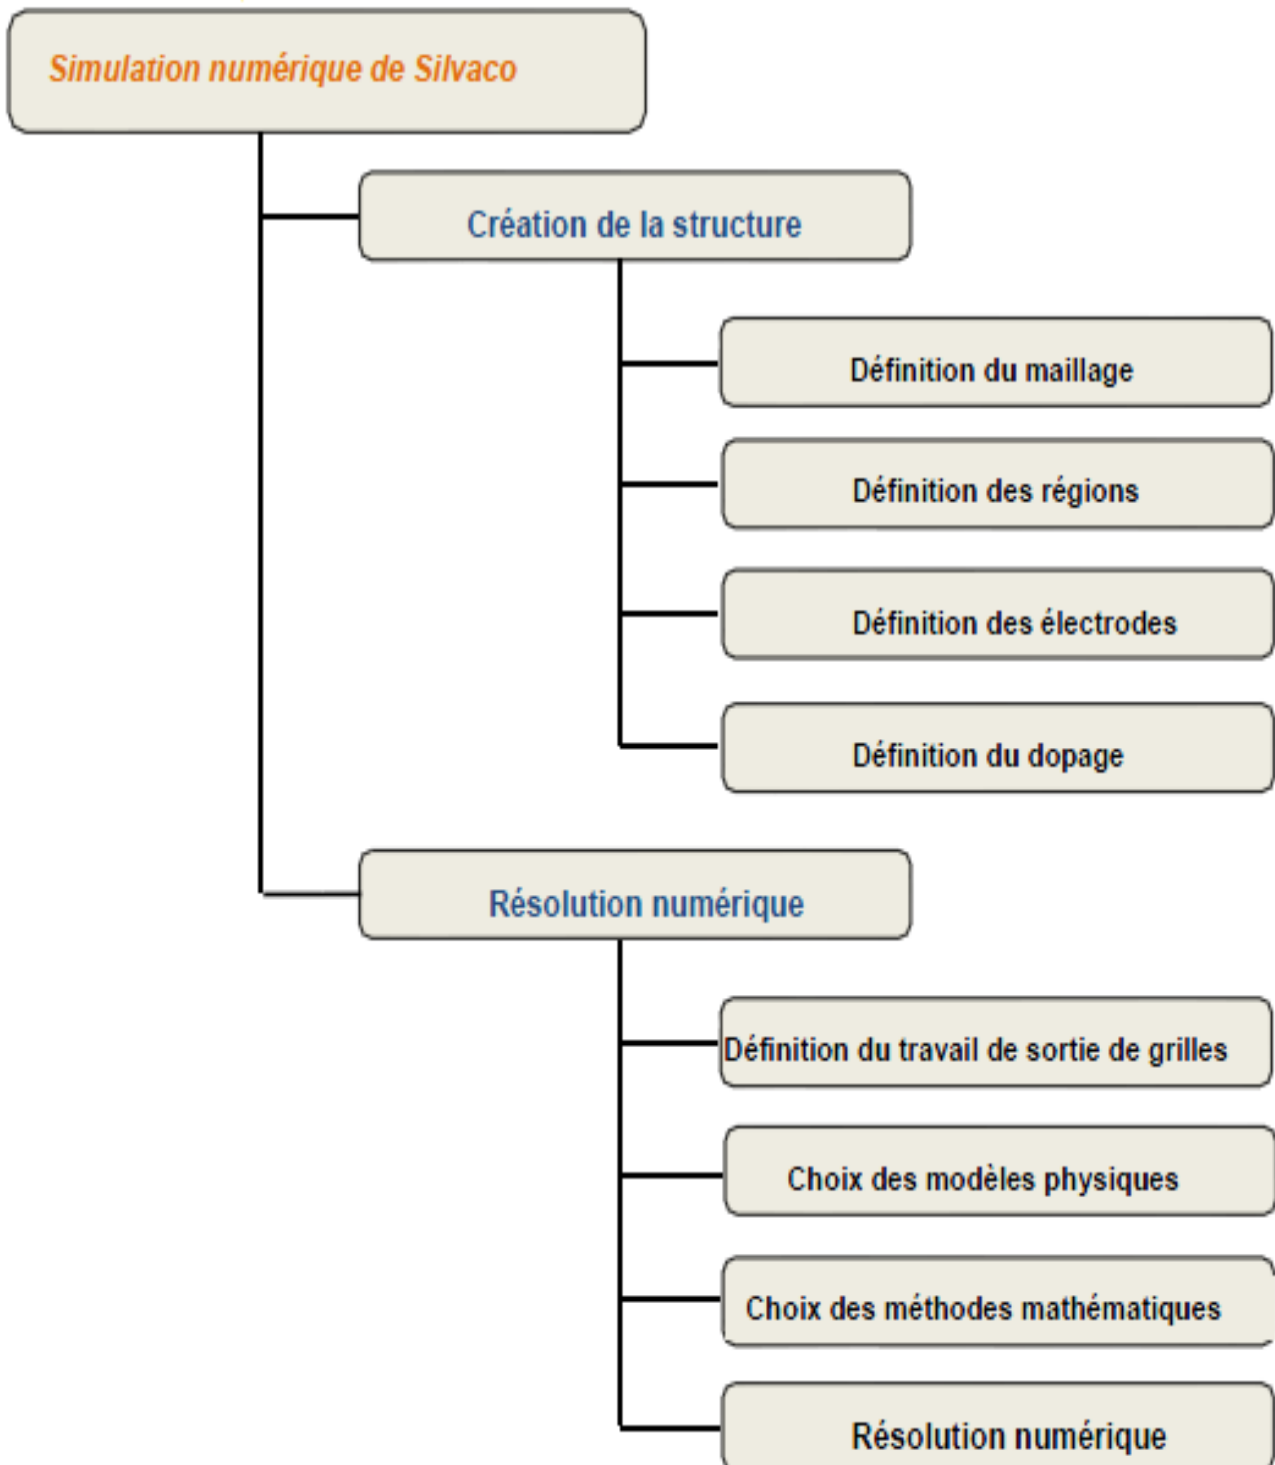 Simulation numérique de Silvaco
Création de la structure
Définition du maillage
Définition des régions
Définition des électrodes
Définition du dopage
Résolution numérique
Définition du travail de sortie de grilles
Choix des modèles physiques
Choix des méthodes mathématiques
Résolution numérique